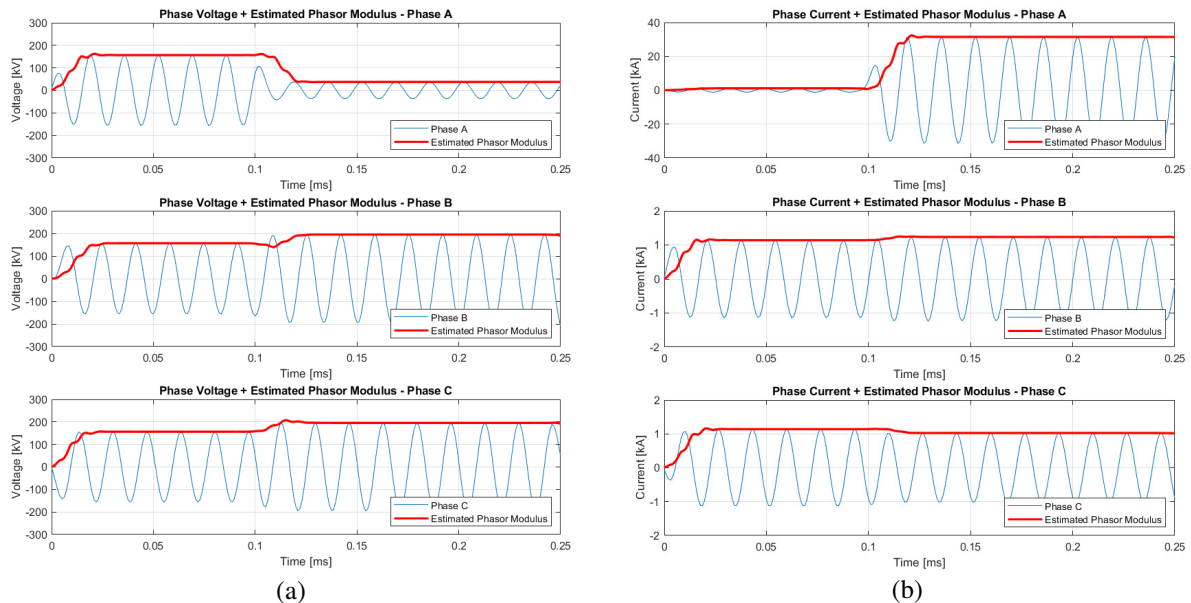 Phase Voltage + Estimated Phasor Modulus - Phase A
300
200
100
0
-100
-200
-300
Voltage [kV]
Phase A
Estimated Phasor Modulus
0 0.05 0.1 0.15 0.2 0.25
Time [ms]
Phase Voltage + Estimated Phasor Modulus - Phase B
300
200
100
0
-100
-200
-300
Voltage [kV]
Phase B
Estimated Phasor Modulus
0 0.05 0.1 0.15 0.2 0.25
Time [ms]
Phase Voltage + Estimated Phasor Modulus - Phase C
300
200
100
0
-100
-200
-300
Voltage [kV]
Phase C
Estimated Phasor Modulus
0 0.05 0.1 0.15 0.2 0.25
Time [ms]
(a)
Phase Current + Estimated Phasor Modulus - Phase A
40
20
0
-20
-40
Current [kA]
Phase A
Estimated Phasor Modulus
0 0.05 0.1 0.15 0.2 0.25
Time [ms]
Phase Current + Estimated Phasor Modulus - Phase B
2
1
0
-1
-2
Current [kA]
Phase B
Estimated Phasor Modulus
0 0.05 0.1 0.15 0.2 0.25
Time [ms]
Phase Current + Estimated Phasor Modulus - Phase C
2
1
0
-1
-2
Current [kA]
Phase C
Estimated Phasor Modulus
0 0.05 0.1 0.15 0.2 0.25
Time [ms]
(b)